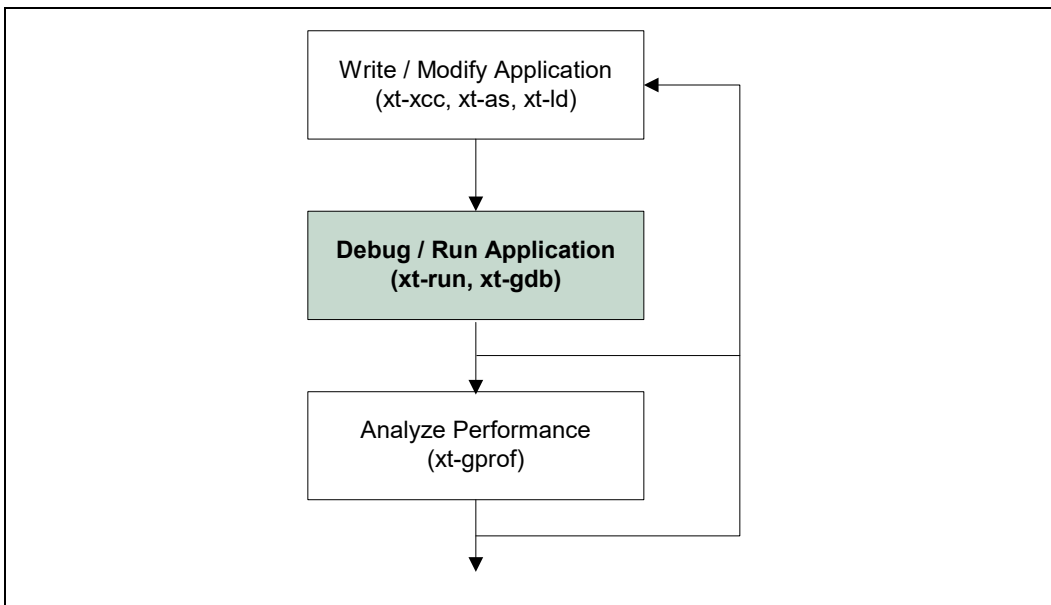 Write / Modify Application
(xt-xcc, xt-as, xt-ld)
Debug / Run Application
(xt-run, xt-gdb)
Analyze Performance
(xt-gprof)